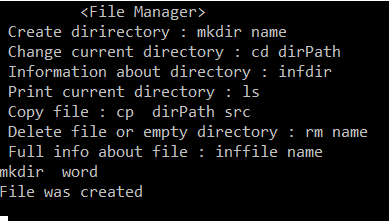 <File Manager>
Create dirirectory : mkdir name
Change current directory : cd dirPath
Information about directory : infdir
Print current directory : ls
Copy file : cp  dirPath src
Delete file or empty directory : rm name
Full info about file : inffile name
mkdir  word
File was created